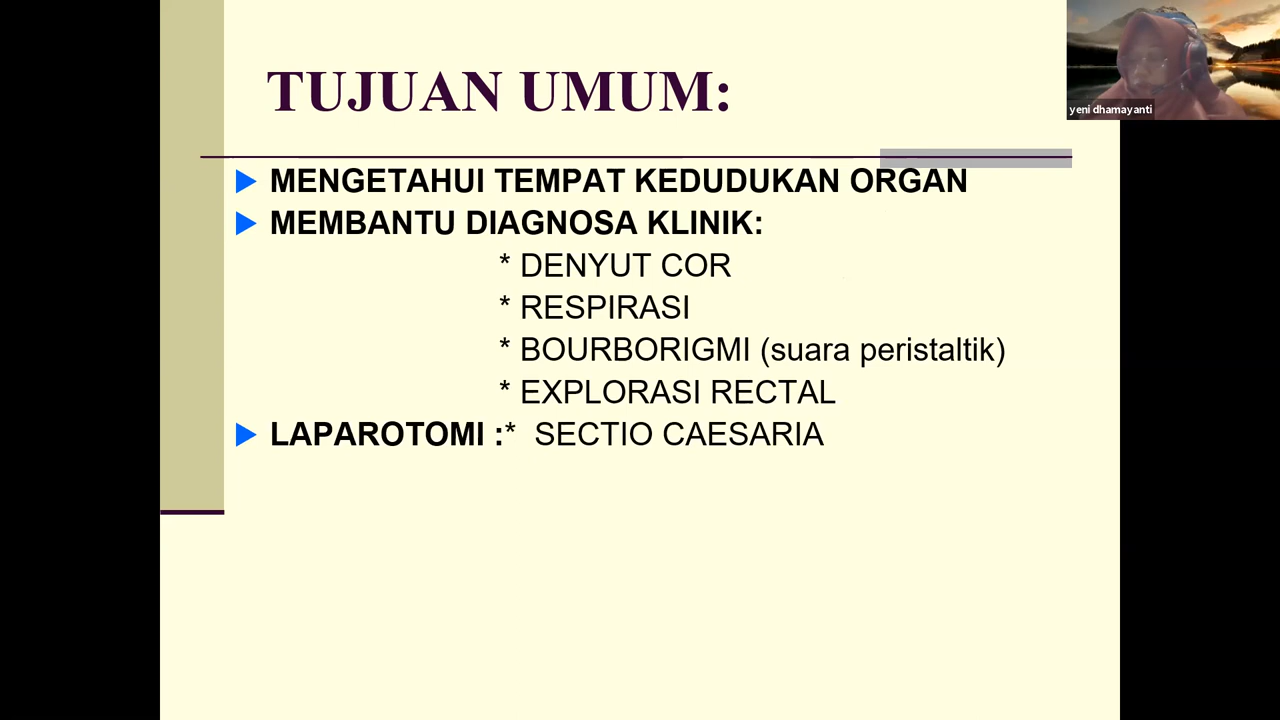 TUJUAN UMUM:
yeni dhamayanti
MENGETAHUI TEMPAT KEDUDUKAN ORGAN
MEMBANTU DIAGNOSA KLINIK:
* DENYUT COR
* RESPIRASI
* BOURBORIGMI (suara peristaltik)
* EXPLORASI RECTAL
LAPAROTOMI :* SECTIO CAESARIA